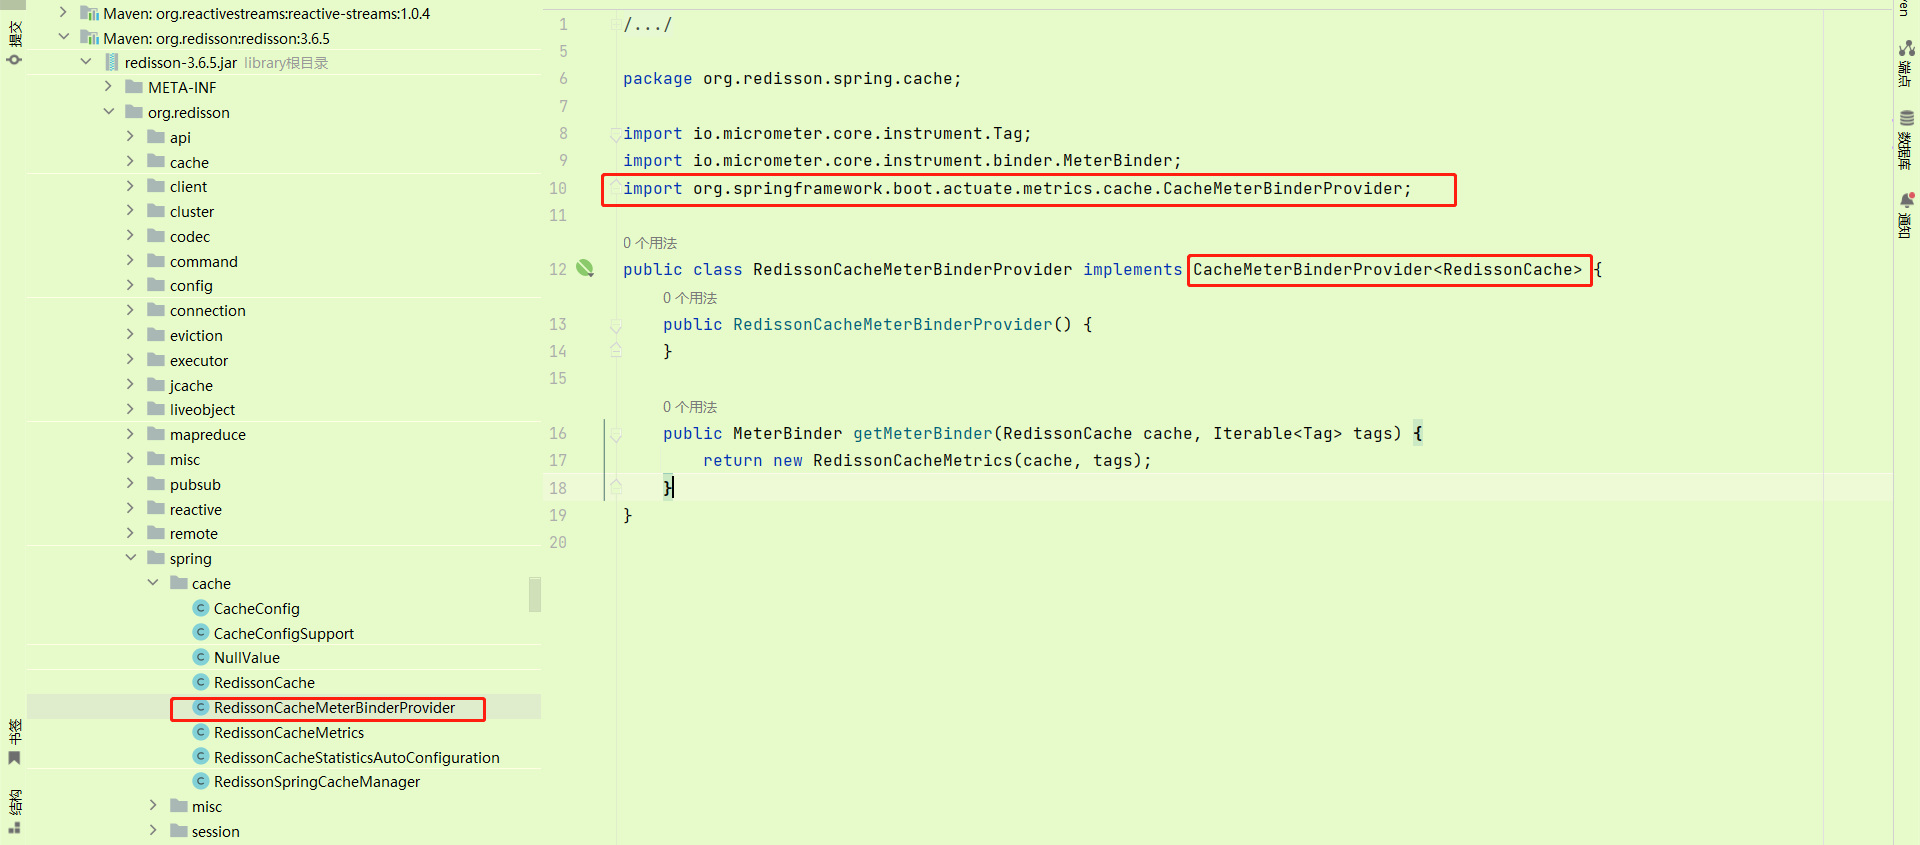 提交
Maven: org.reactivestreams:reactive-streams:1.0.4
Maven: org.redisson:redisson:3.6.5
redisson-3.6.5.jar library根目录
META-INF
org.redisson
api
cache
client
cluster
codec
command
config
connection
eviction
executor
jcache
liveobject
mapreduce
misc
pubsub
reactive
remote
spring
cache
CacheConfig
CacheConfigSupport
NullValue
RedissonCache
RedissonCacheMeterBinderProvider
RedissonCacheMetrics
RedissonCacheStatisticsAutoConfiguration
RedissonSpringCacheManager
misc
session
书签
结构
1 /.../
5
6 package org.redisson.spring.cache;
7
8 import io.micrometer.core.instrument.Tag;
9 import io.micrometer.core.instrument.binder.MeterBinder;
10 import org.springframework.boot.actuate.metrics.cache.CacheMeterBinderProvider;
11
0 个用法
12 public class RedissonCacheMeterBinderProvider implements CacheMeterBinderProvider<RedissonCache> {
0 个用法
13 public RedissonCacheMeterBinderProvider() {
14 }
15
0 个用法
16 public MeterBinder getMeterBinder(RedissonCache cache, Iterable<Tag> tags) {
17 return new RedissonCacheMetrics(cache, tags);
18 }
19 }
20
ven
端点
数据库
通知